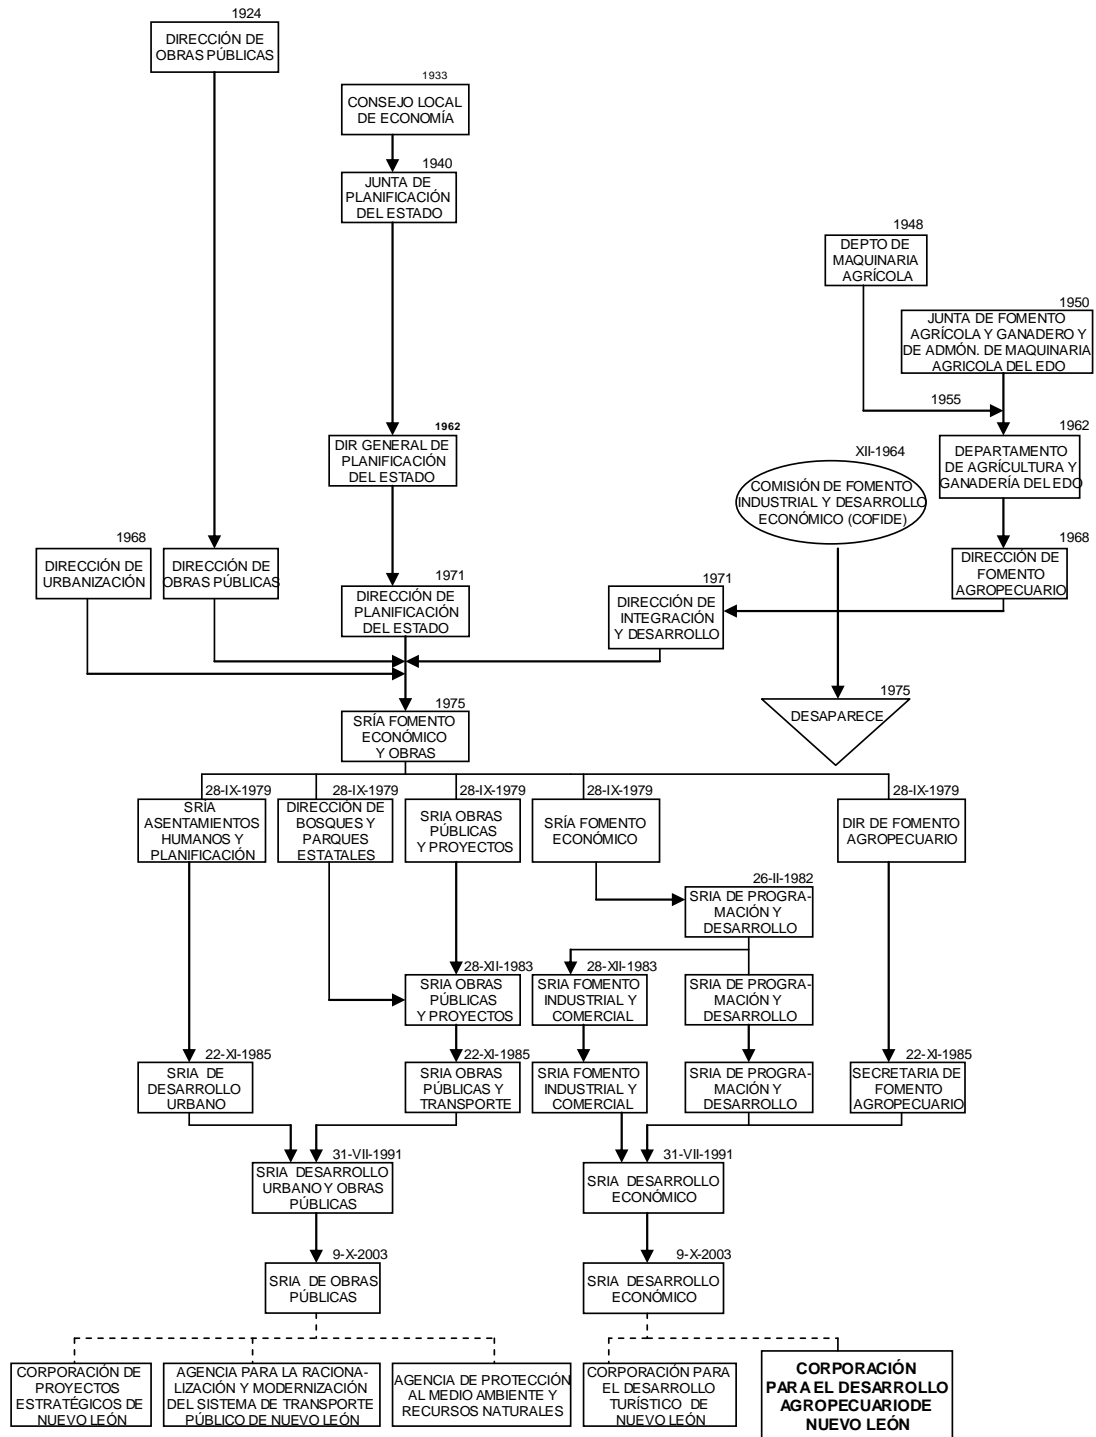 1924
DIRECCIÓN DE
OBRAS PÚBLICAS
1933
CONSEJO LOCAL
DE ECONOMÍA
1940
JUNTA DE
PLANIFICACIÓN
DEL ESTADO
1948
DEPTO DE
MAQUINARIA
AGRÍCOLA
1950
JUNTA DE FOMENTO
AGRÍCOLA Y GANADERO Y
DE ADMÓN. DE MAQUINARIA
AGRICOLA DEL EDO
1955
1962
DIR GENERAL DE
PLANIFICACIÓN
DEL ESTADO
1962
DEPARTAMENTO
DE AGRÍCULTURA Y
GANADERÍA DEL EDO
XII-1964
COMISIÓN DE FOMENTO
INDUSTRIAL Y DESARROLLO
ECONÓMICO (COFIDE)
1968
DIRECCIÓN DE
URBANIZACIÓN
DIRECCIÓN DE
OBRAS PÚBLICAS
1971
DIRECCIÓN DE
PLANIFICACIÓN
DEL ESTADO
1971
DIRECCIÓN DE
INTEGRACIÓN
Y DESARROLLO
1968
DIRECCIÓN DE
FOMENTO
AGROPECUARIO
1975
SRÍA FOMENTO
ECONÓMICO
Y OBRAS
1975
DESAPARECE
28-IX-1979
SRÍA
ASENTAMIENTOS
HUMANOS Y
PLANIFICACIÓN
28-IX-1979
DIRECCIÓN DE
BOSQUES Y
PARQUES
ESTATALES
28-IX-1979
SRIA OBRAS
PÚBLICAS
Y PROYECTOS
28-IX-1979
SRÍA FOMENTO
ECONÓMICO
28-IX-1979
DIR DE FOMENTO
AGROPECUARIO
26-II-1982
SRIA DE PROGRA-
MACIÓN Y
DESARROLLO
28-XII-1983
SRIA OBRAS
PÚBLICAS
Y PROYECTOS
28-XII-1983
SRIA FOMENTO
INDUSTRIAL Y
COMERCIAL
SRIA DE PROGRA-
MACIÓN Y
DESARROLLO
22-XI-1985
SRIA DE
DESARROLLO
URBANO
22-XI-1985
SRIA OBRAS
PÚBLICAS Y
TRANSPORTE
SRIA FOMENTO
INDUSTRIAL Y
COMERCIAL
SRIA DE PROGRA-
MACIÓN Y
DESARROLLO
22-XI-1985
SECRETARIA DE
FOMENTO
AGROPECUARIO
31-VII-1991
SRIA DESARROLLO
URBANO Y OBRAS
PÚBLICAS
31-VII-1991
SRIA DESARROLLO
ECONÓMICO
9-X-2003
SRIA DE OBRAS
PÚBLICAS
9-X-2003
SRIA DESARROLLO
ECONÓMICO
CORPORACIÓN DE
PROYECTOS
ESTRATÉGICOS DE
NUEVO LEÓN
AGENCIA PARA LA RACIONA-
LIZACIÓN Y MODERNIZACIÓN
DEL SISTEMA DE TRANSPORTE
PÚBLICO DE NUEVO LEÓN
AGENCIA DE PROTECCIÓN
AL MEDIO AMBIENTE Y
RECURSOS NATURALES
CORPORACIÓN PARA
EL DESARROLLO
TURÍSTICO DE
NUEVO LEÓN
CORPORACIÓN
PARA EL DESARROLLO
AGROPECUARIODE
NUEVO LEÓN